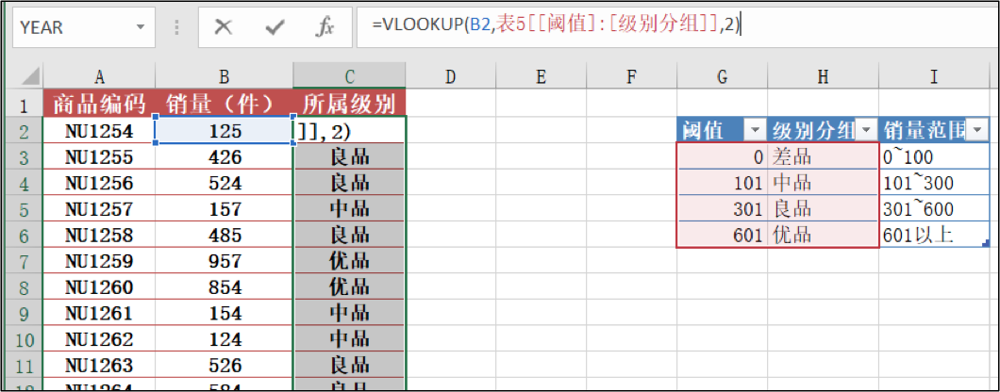 YEAR =VLOOKUP(B2,表5[[阈值]:[级别分组]],2)
A B C D E F G H I
1 商品编码 销量（件） 所属级别
2 NU1254 125 ]],2) 阈值 级别分组 销量范围
3 NU1255 426 良品 0 差品 0~100
4 NU1256 524 良品 101 中品 101~300
5 NU1257 157 中品 301 良品 301~600
6 NU1258 485 良品 601 优品 601以上
7 NU1259 957 优品
8 NU1260 854 优品
9 NU1261 154 中品
10 NU1262 124 中品
11 NU1263 526 良品
NU1264 584 良品